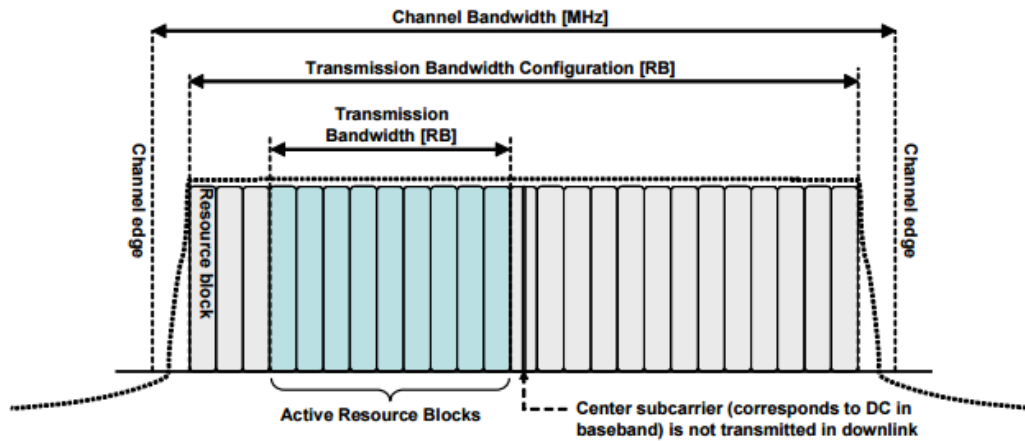 Channel Bandwidth [MHz]
Transmission Bandwidth Configuration [RB]
Transmission
Bandwidth [RB]
Channel edge
Resource block
Channel edge
Active Resource Blocks
Center subcarrier (corresponds to DC in
baseband) is not transmitted in downlink